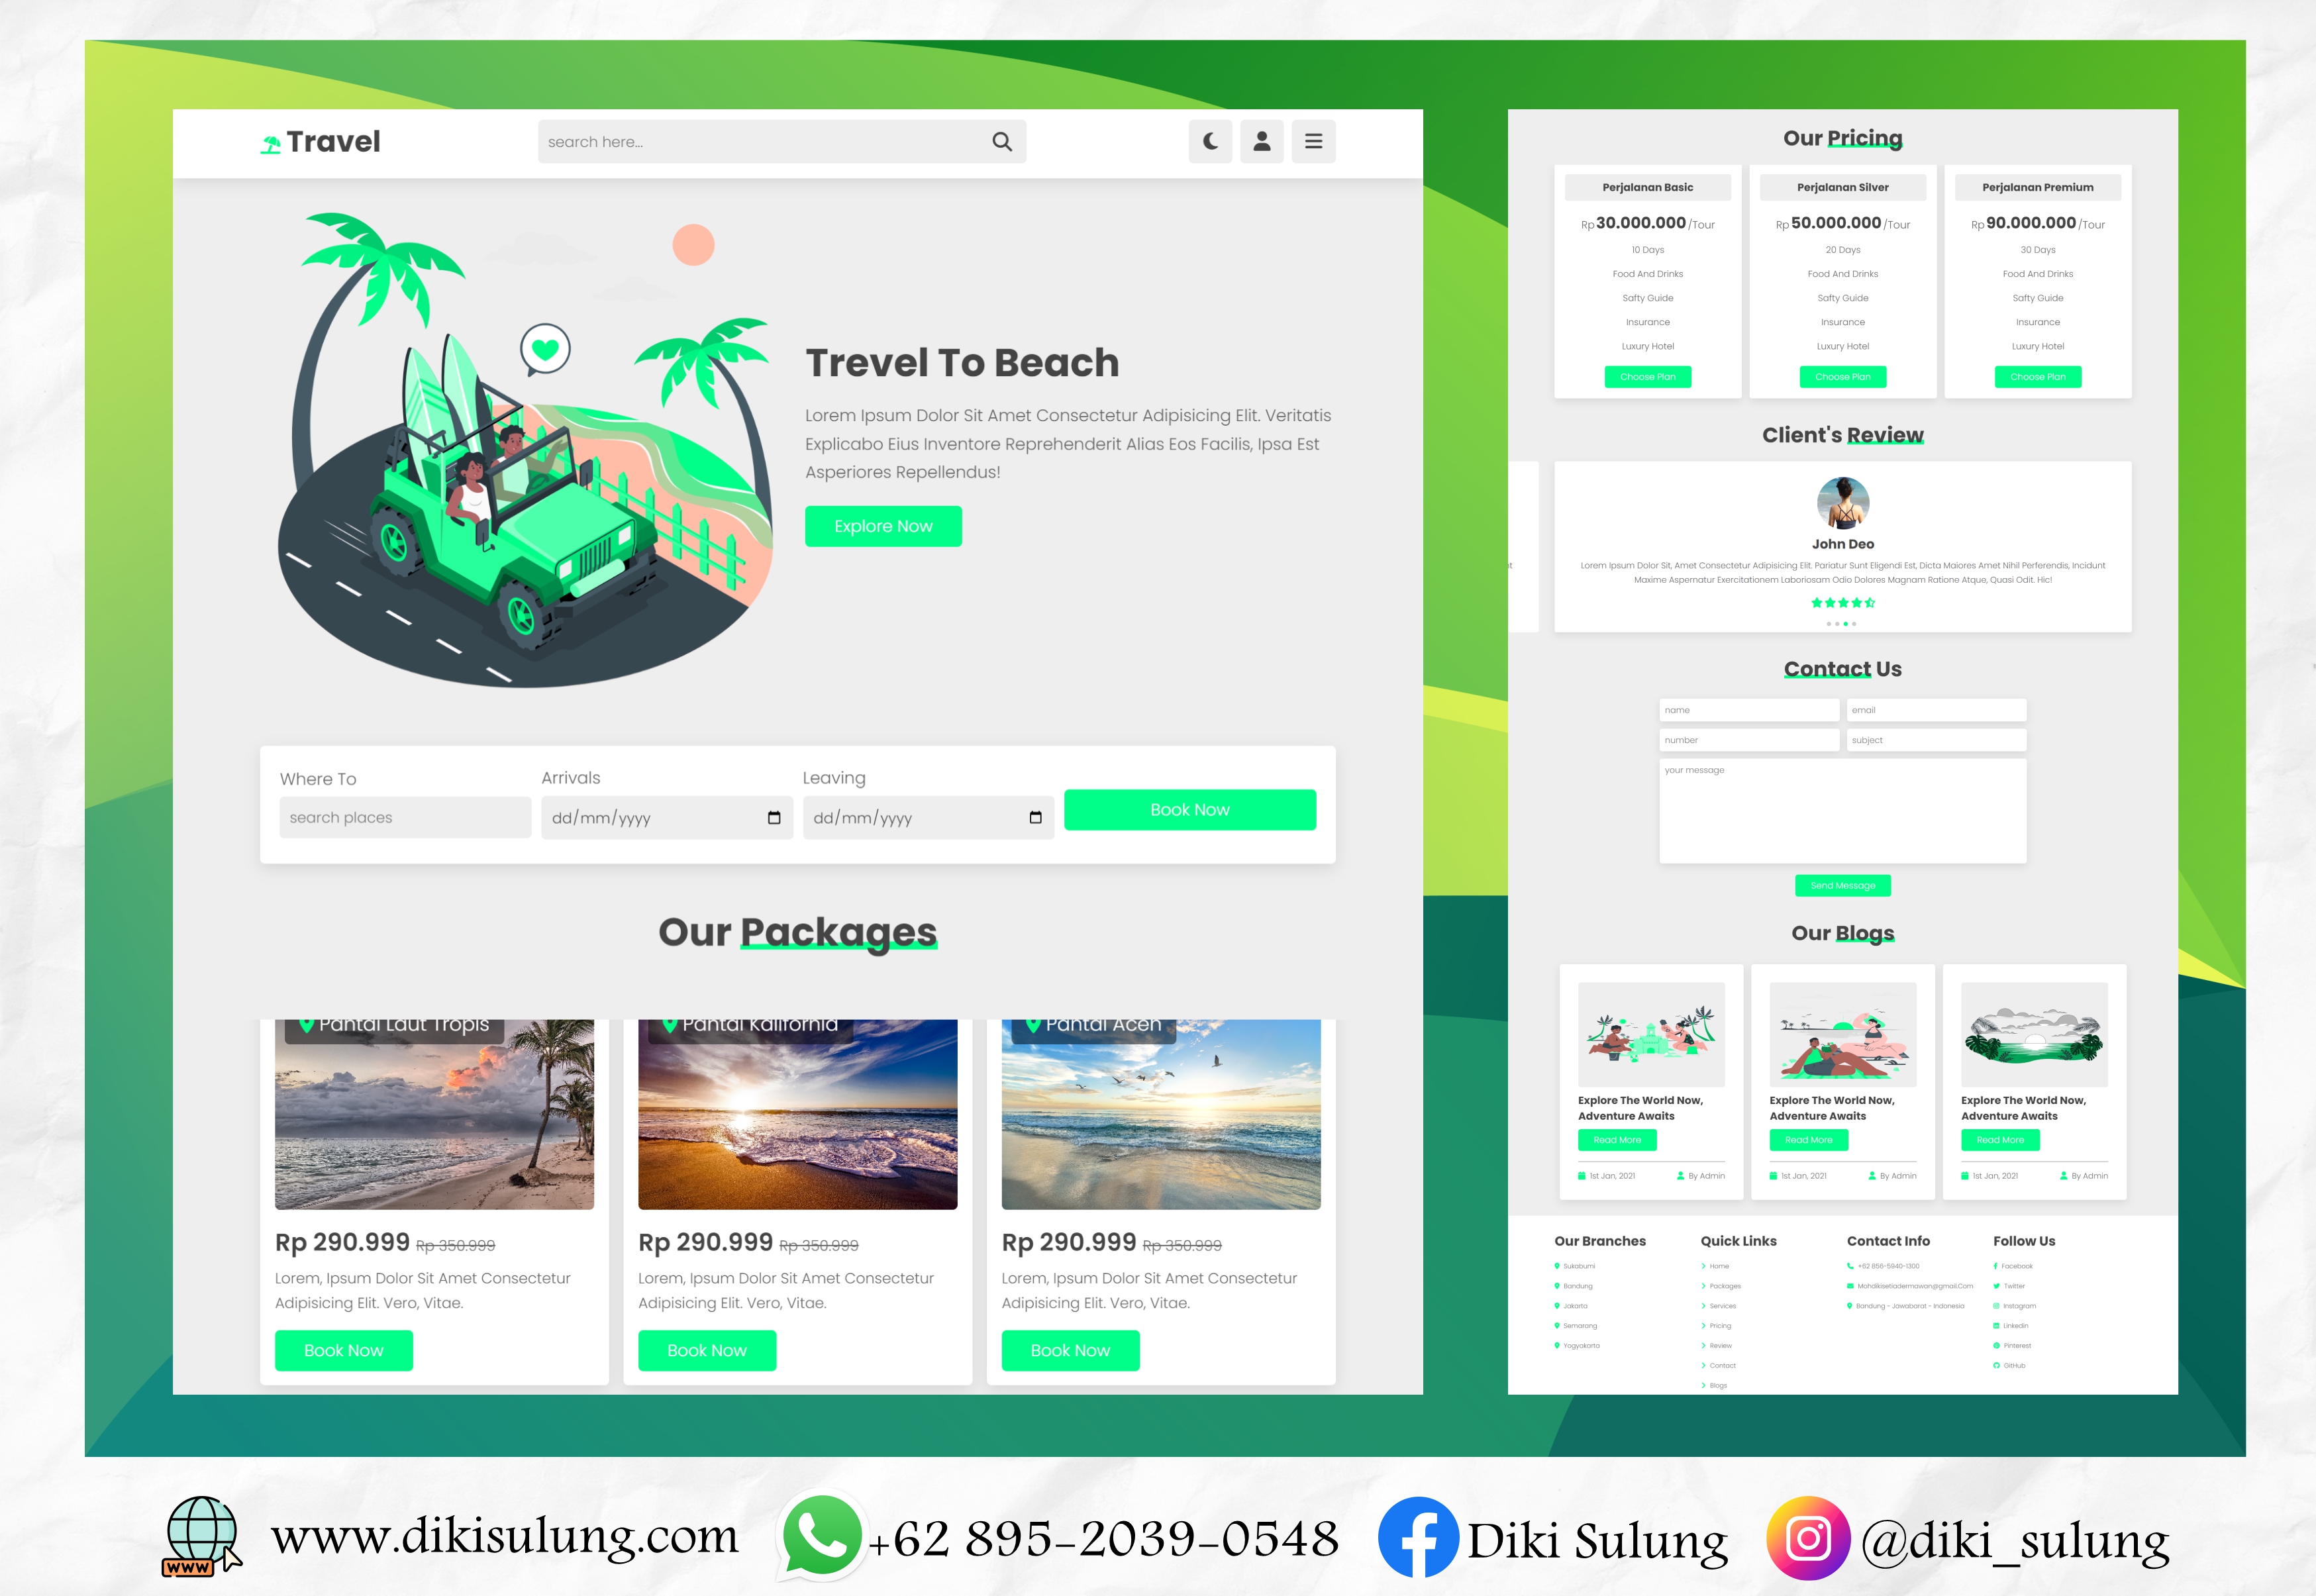 Travel
search here...
Trevel To Beach
Lorem Ipsum Dolor Sit Amet Consectetur Adipisicing Elit. Veritatis
Explicabo Eius Inventore Reprehenderit Alias Eos Facilis, Ipsa Est
Asperiores Repellendus!
Explore Now
Where To
Arrivals
Leaving
search places
dd/mm/yyyy
dd/mm/yyyy
Book Now
Our Packages
Pantai Laut Tropis
Pantai Kalifornia
Pantai Aceh
Rp 290.999 Rp 350.999
Rp 290.999 Rp 350.999
Rp 290.999 Rp 350.999
Lorem, Ipsum Dolor Sit Amet Consectetur
Adipisicing Elit. Vero, Vitae.
Lorem, Ipsum Dolor Sit Amet Consectetur
Adipisicing Elit. Vero, Vitae.
Lorem, Ipsum Dolor Sit Amet Consectetur
Adipisicing Elit. Vero, Vitae.
Book Now
Book Now
Book Now
Our Pricing
Perjalanan Basic
Rp 30.000.000 /Tour
10 Days
Food And Drinks
Safty Guide
Insurance
Luxury Hotel
Choose Plan
Perjalanan Silver
Rp 50.000.000 /Tour
20 Days
Food And Drinks
Safty Guide
Insurance
Luxury Hotel
Choose Plan
Perjalanan Premium
Rp 90.000.000 /Tour
30 Days
Food And Drinks
Safty Guide
Insurance
Luxury Hotel
Choose Plan
Client's Review
John Deo
Lorem Ipsum Dolor Sit, Amet Consectetur Adipisicing Elit. Pariatur Sunt Eligendi Est, Dicta Maiores Amet Nihil Perferendis, Incidunt
Maxime Aspernatur Exercitationem Laboriosam Odio Dolores Magnam Ratione Atque, Quasi Odit. Hic!
Contact Us
name
email
number
subject
your message
Send Message
Our Blogs
Explore The World Now,
Adventure Awaits
Read More
1st Jan, 2021
By Admin
Explore The World Now,
Adventure Awaits
Read More
1st Jan, 2021
By Admin
Explore The World Now,
Adventure Awaits
Read More
1st Jan, 2021
By Admin
Our Branches
Sukabumi
Bandung
Jakarta
Semarang
Yogyakarta
Quick Links
Home
Packages
Services
Pricing
Review
Contact
Blogs
Contact Info
+62 856-5940-1300
Mohdikisetiadermawan@gmail.Com
Bandung - Jawabarat - Indonesia
Follow Us
Facebook
Twitter
Instagram
Linkedin
Pinterest
GitHub
WWW
www.dikisulung.com
+62 895-2039-0548
Diki Sulung
@diki_sulung